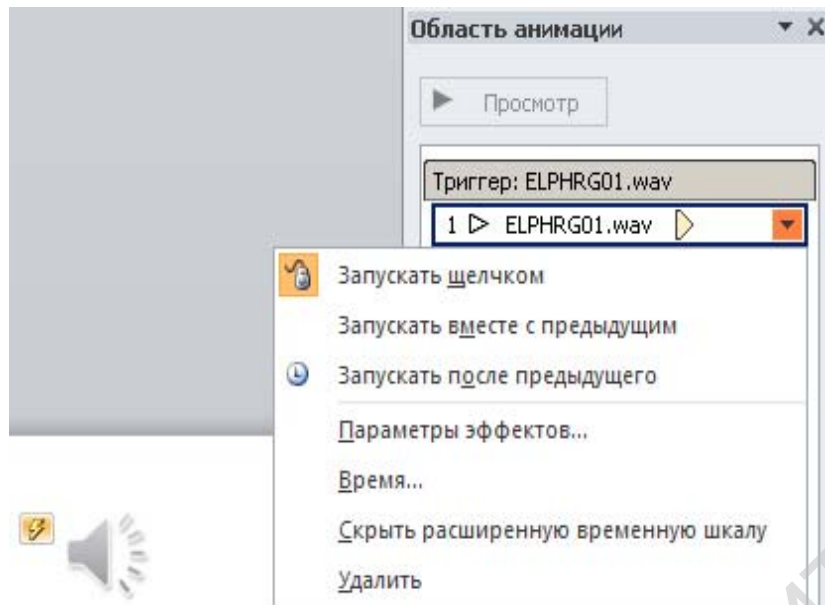 Область анимации
Просмотр
Триггер: ELPHRG01.wav
1 ELPHRG01.wav
Запускать щелчком
Запускать вместе с предыдущим
Запускать после предыдущего
Параметры эффектов...
Время...
Скрыть расширенную временную шкалу
Удалить